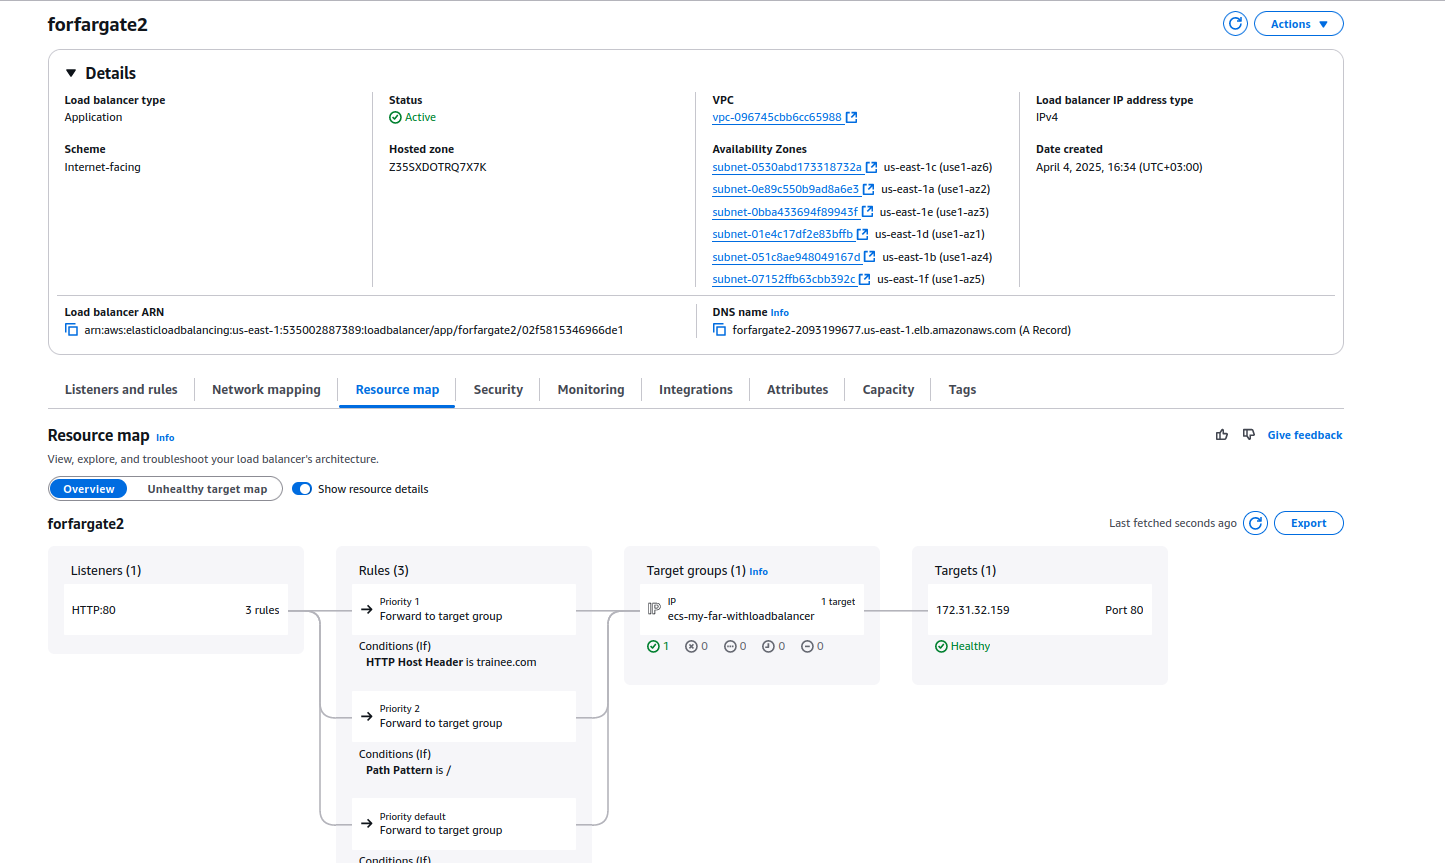 forfargate2
Actions
Details
Load balancer type
Application
Status
Active
VPC
vpc-096745cbb6cc65988
Load balancer IP address type
IPv4
Scheme
Internet-facing
Hosted zone
Z35SXDOTRQ7X7K
Availability Zones
subnet-0530abd173318732a us-east-1c (use1-az6)
subnet-0e89c550b9ad8a6e3 us-east-1a (use1-az2)
subnet-0bba433694f89943f us-east-1e (use1-az3)
subnet-01e4c17df2e83bffb us-east-1d (use1-az1)
subnet-051c8ae948049167d us-east-1b (use1-az4)
subnet-07152ffb63cbb392c us-east-1f (use1-az5)
Date created
April 4, 2025, 16:34 (UTC+03:00)
Load balancer ARN
arn:aws:elasticloadbalancing:us-east-1:535002887389:loadbalancer/app/forfargate2/02f5815346966de1
DNS name Info
forfargate2-2093199677.us-east-1.elb.amazonaws.com (A Record)
Listeners and rules Network mapping Resource map Security Monitoring Integrations Attributes Capacity Tags
Resource map Info
Give feedback
View, explore, and troubleshoot your load balancer's architecture.
Overview Unhealthy target map Show resource details
forfargate2
Last fetched seconds ago Export
Listeners (1)
HTTP:80 3 rules
Rules (3)
Priority 1
Forward to target group
Conditions (If)
HTTP Host Header is trainee.com
Priority 2
Forward to target group
Conditions (If)
Path Pattern is /
Priority default
Forward to target group
Conditions (If)
Target groups (1) Info
IP 1 target
ecs-my-far-withloadbalancer
1 0 0 0 0
Targets (1)
172.31.32.159 Port 80
Healthy